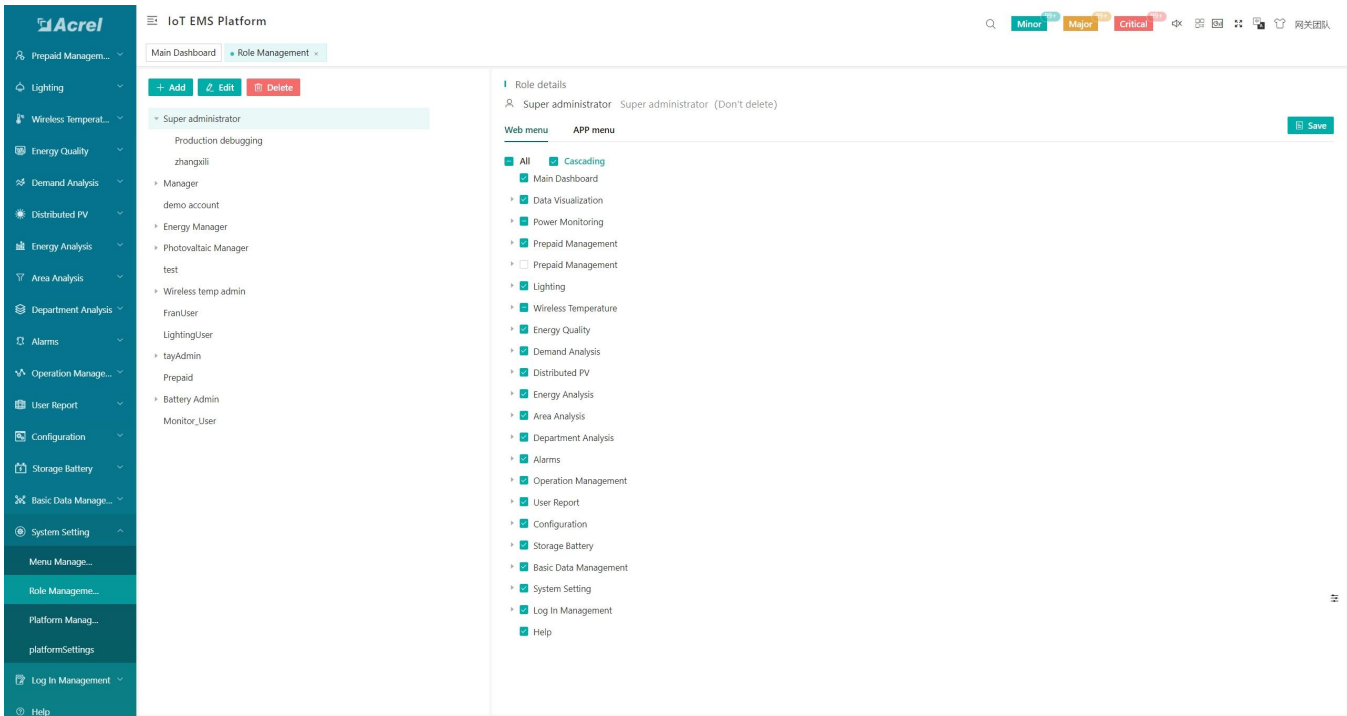 Acrel
IoT EMS Platform
Minor 99+ Major 99+ Critical 99+ 网关团队
Main Dashboard Role Management ×
Prepaid Managem...
Lighting
Wireless Temperat...
Energy Quality
Demand Analysis
Distributed PV
Energy Analysis
Area Analysis
Department Analysis
Alarms
Operation Manage...
User Report
Configuration
Storage Battery
Basic Data Manage...
System Setting
Menu Manage...
Role Manageme...
Platform Manag...
platformSettings
Log In Management
Help
+ Add Edit Delete
Super administrator
Production debugging
zhangxili
Manager
demo account
Energy Manager
Photovaltaic Manager
test
Wireless temp admin
FranUser
LightingUser
tayAdmin
Prepaid
Battery Admin
Monitor_User
Role details
Super administrator Super administrator (Don't delete)
Web menu APP menu
Save
All Cascading
Main Dashboard
Data Visualization
Power Monitoring
Prepaid Management
Prepaid Management
Lighting
Wireless Temperature
Energy Quality
Demand Analysis
Distributed PV
Energy Analysis
Area Analysis
Department Analysis
Alarms
Operation Management
User Report
Configuration
Storage Battery
Basic Data Management
System Setting
Log In Management
Help